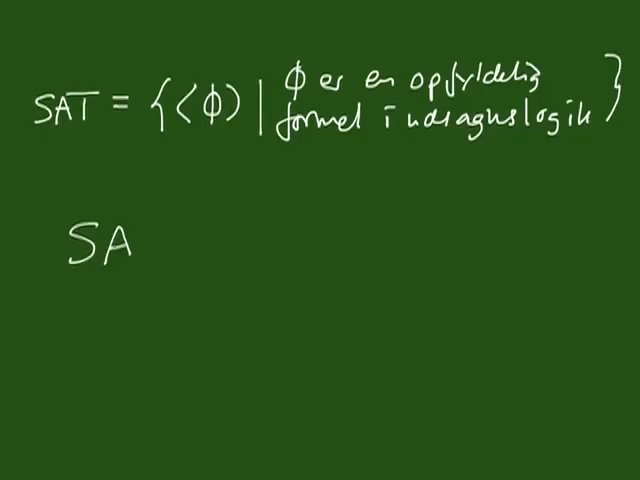 SAT = {⟨ϕ⟩ | ϕ er en opfyldelig
formel i udsagnslogik }
SA